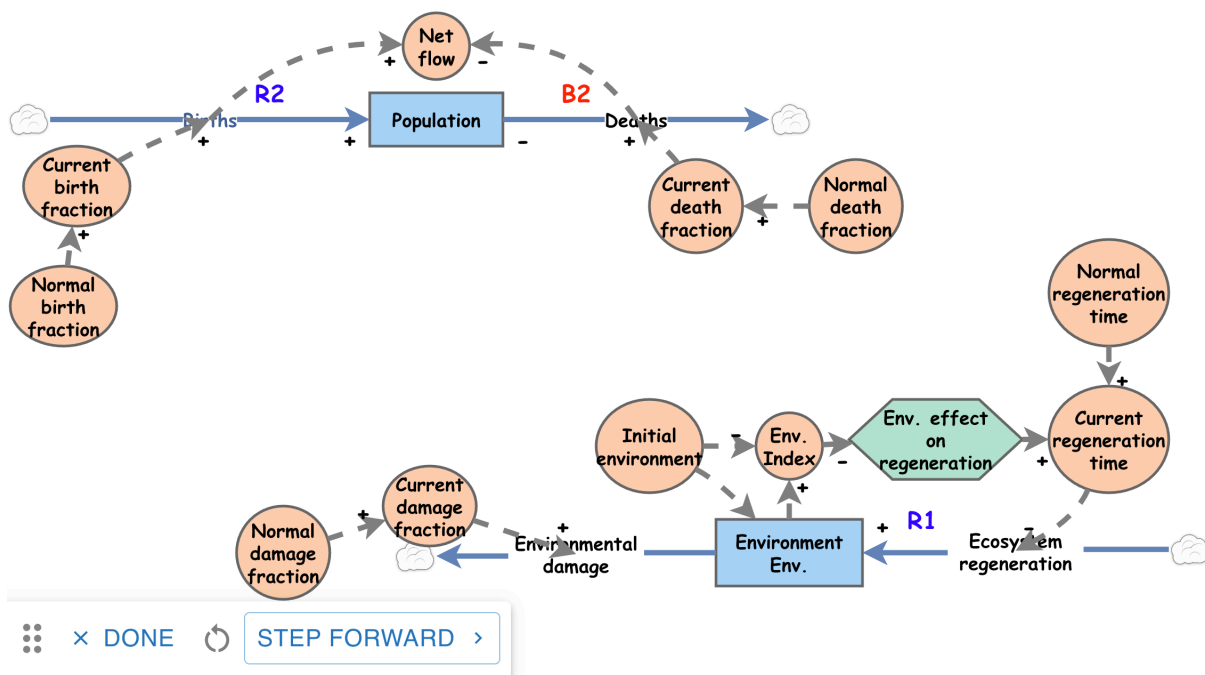 Net
flow
+
-
R2
B2
Births
Population
Deaths
+
+
-
+
Current
birth
fraction
+
Normal
birth
fraction
Current
death
fraction
+
Normal
death
fraction
Normal
regeneration
time
+
Initial
environment
-
Env.
Index
-
Env. effect
on
regeneration
+
Current
regeneration
time
+
Current
damage
fraction
+
Normal
damage
fraction
+
Environmental
damage
Environment
Env.
+
R1
-
Ecosystem
regeneration
× DONE
STEP FORWARD >